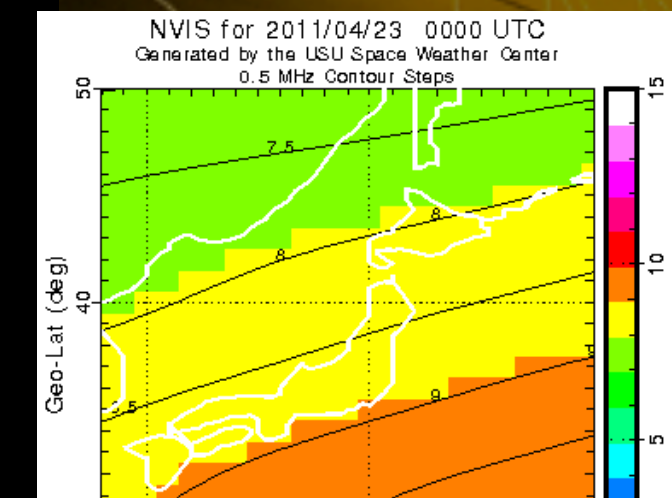 NVIS for 2011/04/23 0000 UTC
Generated by the USU Space Weather Center
0.5 MHz Contour Steps
50
15
7.5
8
8
10
40
Geo-Lat (deg)
9
5